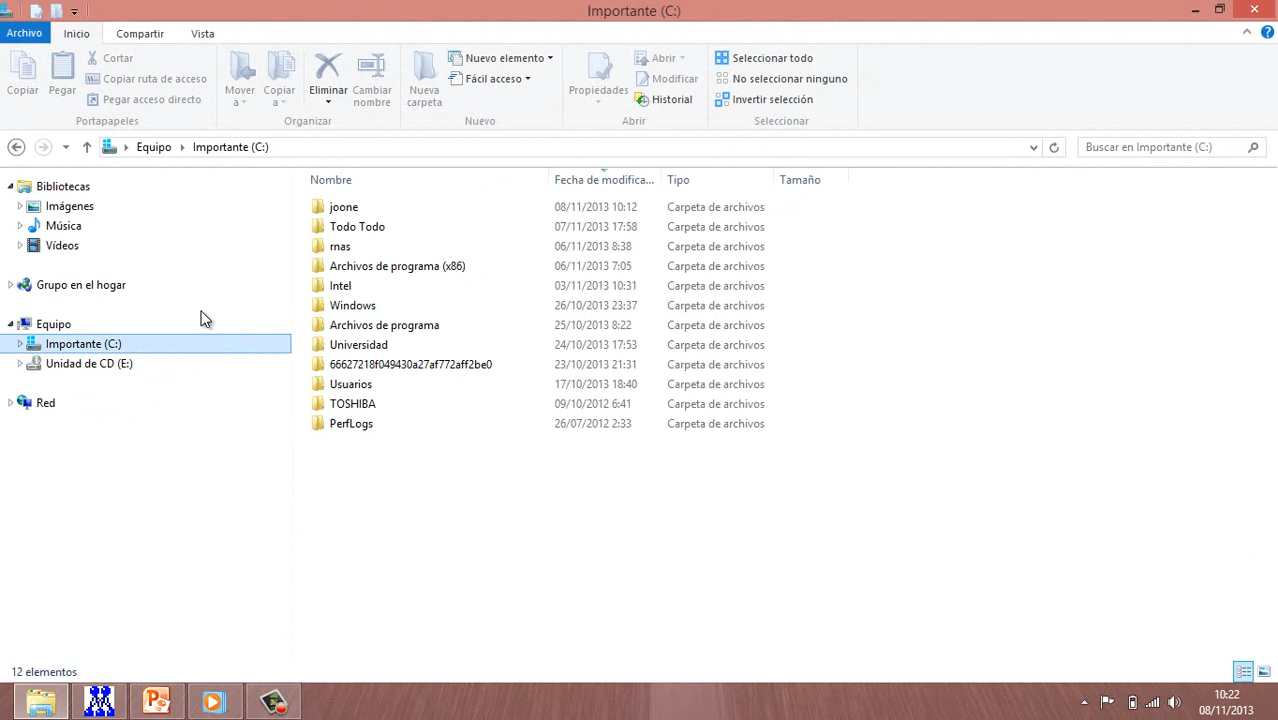 Importante (C:)
Archivo Inicio Compartir Vista
Copiar
Pegar
Cortar
Copiar ruta de acceso
Pegar acceso directo
Portapapeles
Mover a
Copiar a
Eliminar
Cambiar nombre
Organizar
Nueva carpeta
Nuevo elemento
Fácil acceso
Nuevo
Propiedades
Abrir
Modificar
Historial
Abrir
Seleccionar todo
No seleccionar ninguno
Invertir selección
Seleccionar
Equipo Importante (C:)
Buscar en Importante (C:)
Bibliotecas
Imágenes
Música
Vídeos
Grupo en el hogar
Equipo
Importante (C:)
Unidad de CD (E:)
Red
Nombre Fecha de modifica... Tipo Tamaño
joone 08/11/2013 10:12 Carpeta de archivos
Todo Todo 07/11/2013 17:58 Carpeta de archivos
rnas 06/11/2013 8:38 Carpeta de archivos
Archivos de programa (x86) 06/11/2013 7:05 Carpeta de archivos
Intel 03/11/2013 10:31 Carpeta de archivos
Windows 26/10/2013 23:37 Carpeta de archivos
Archivos de programa 25/10/2013 8:22 Carpeta de archivos
Universidad 24/10/2013 17:53 Carpeta de archivos
66627218f049430a27af772aff2be0 23/10/2013 21:31 Carpeta de archivos
Usuarios 17/10/2013 18:40 Carpeta de archivos
TOSHIBA 09/10/2012 6:41 Carpeta de archivos
PerfLogs 26/07/2012 2:33 Carpeta de archivos
12 elementos
10:22
08/11/2013